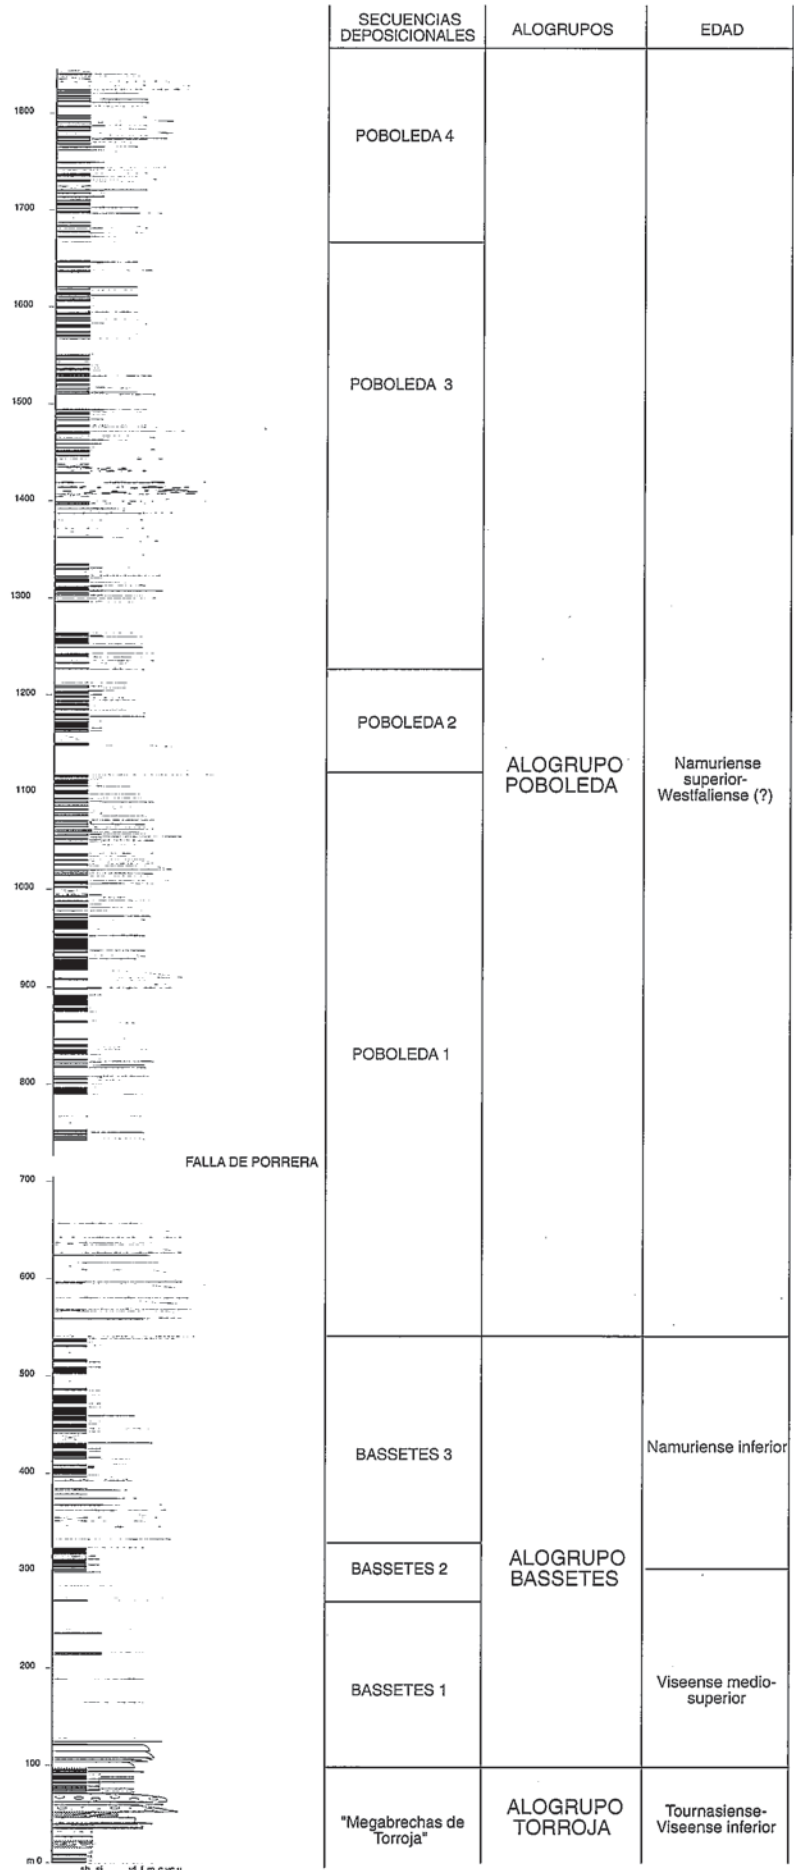 SECUENCIAS
DEPOSICIONALES
ALOGRUPOS
EDAD
1800
POBOLEDA 4
1700
1600
POBOLEDA 3
1500
1400
1300
1200
POBOLEDA 2
ALOGRUPO
POBOLEDA
Namuriense
superior-
Westfaliense (?)
1100
1000
900
POBOLEDA 1
800
FALLA DE PORRERA
700
600
500
BASSETES 3
Namuriense inferior
400
ALOGRUPO
BASSETES
300
BASSETES 2
200
BASSETES 1
Viseense medio-
superior
100
"Megabrechas de
Torroja"
ALOGRUPO
TORROJA
Tournasiense-
Viseense inferior
m 0